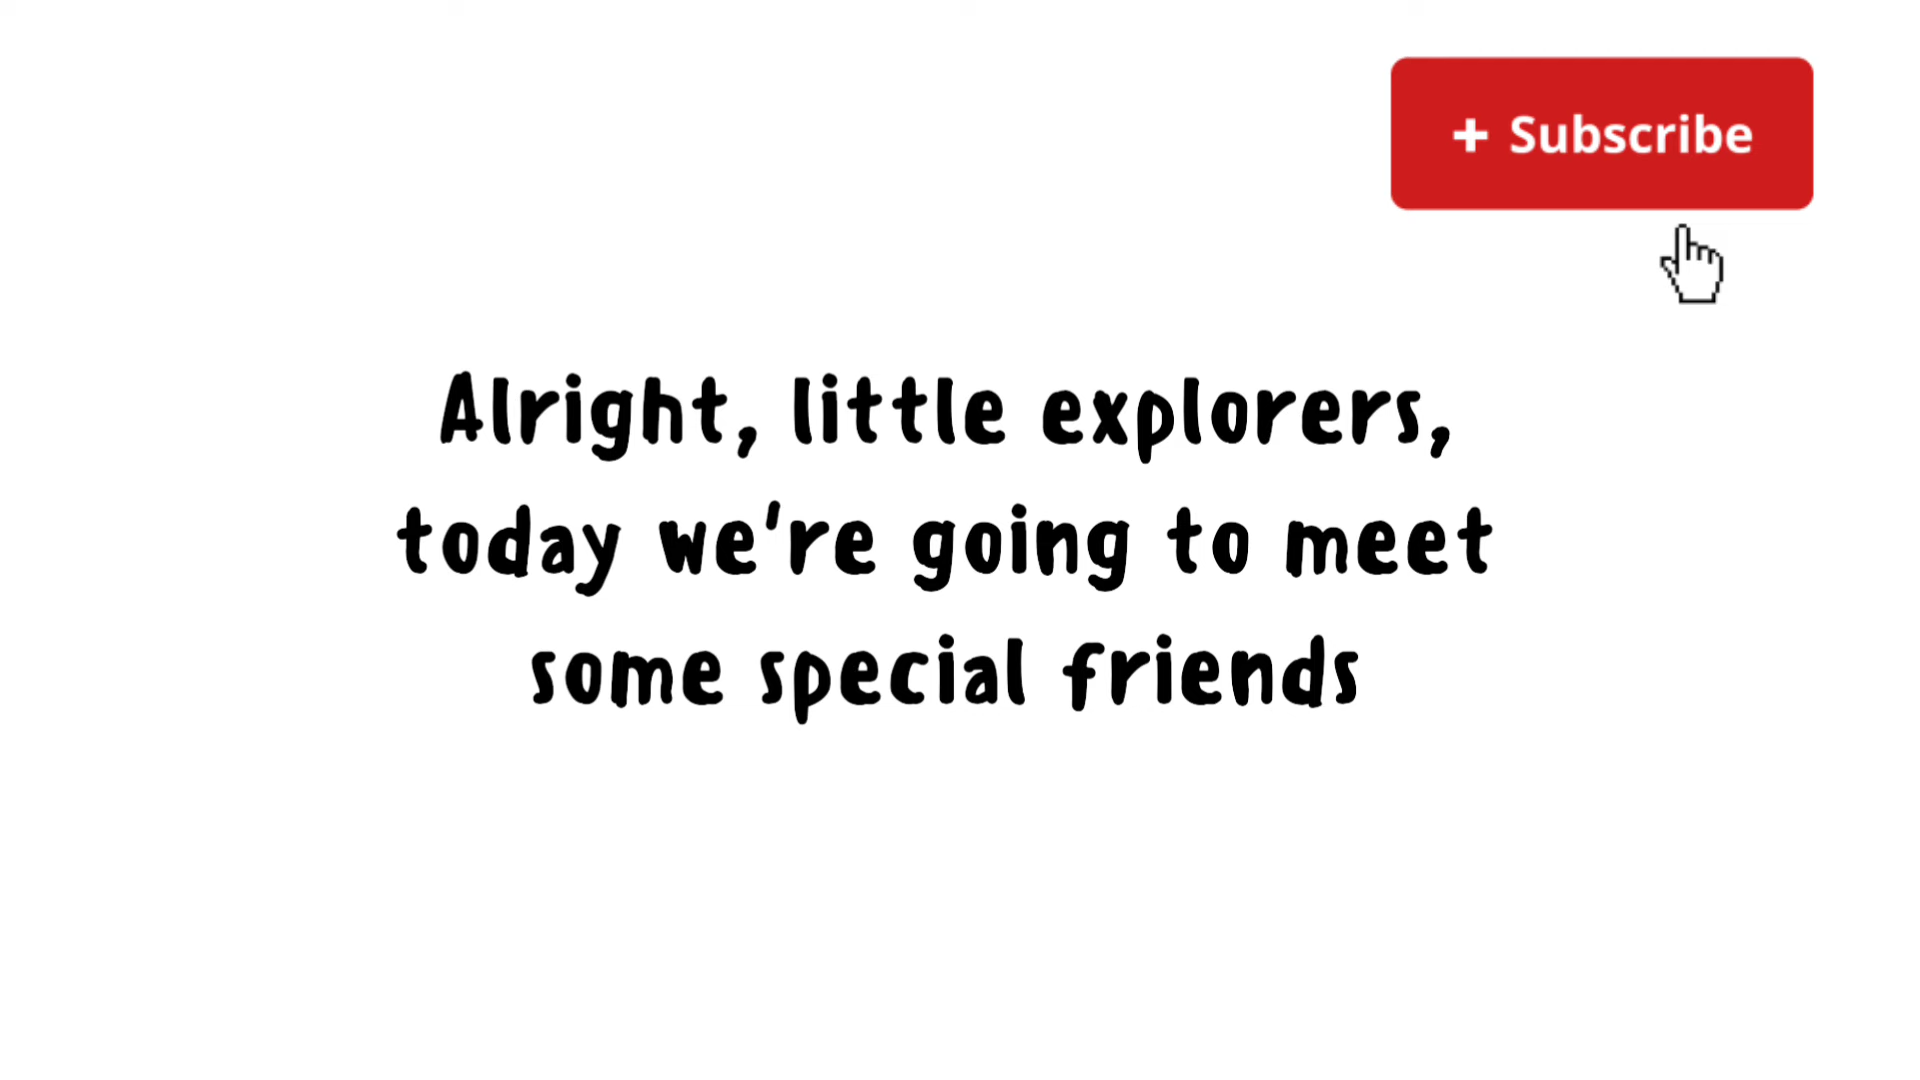 + Subscribe
Alright, little explorers,
today we're going to meet
some special friends